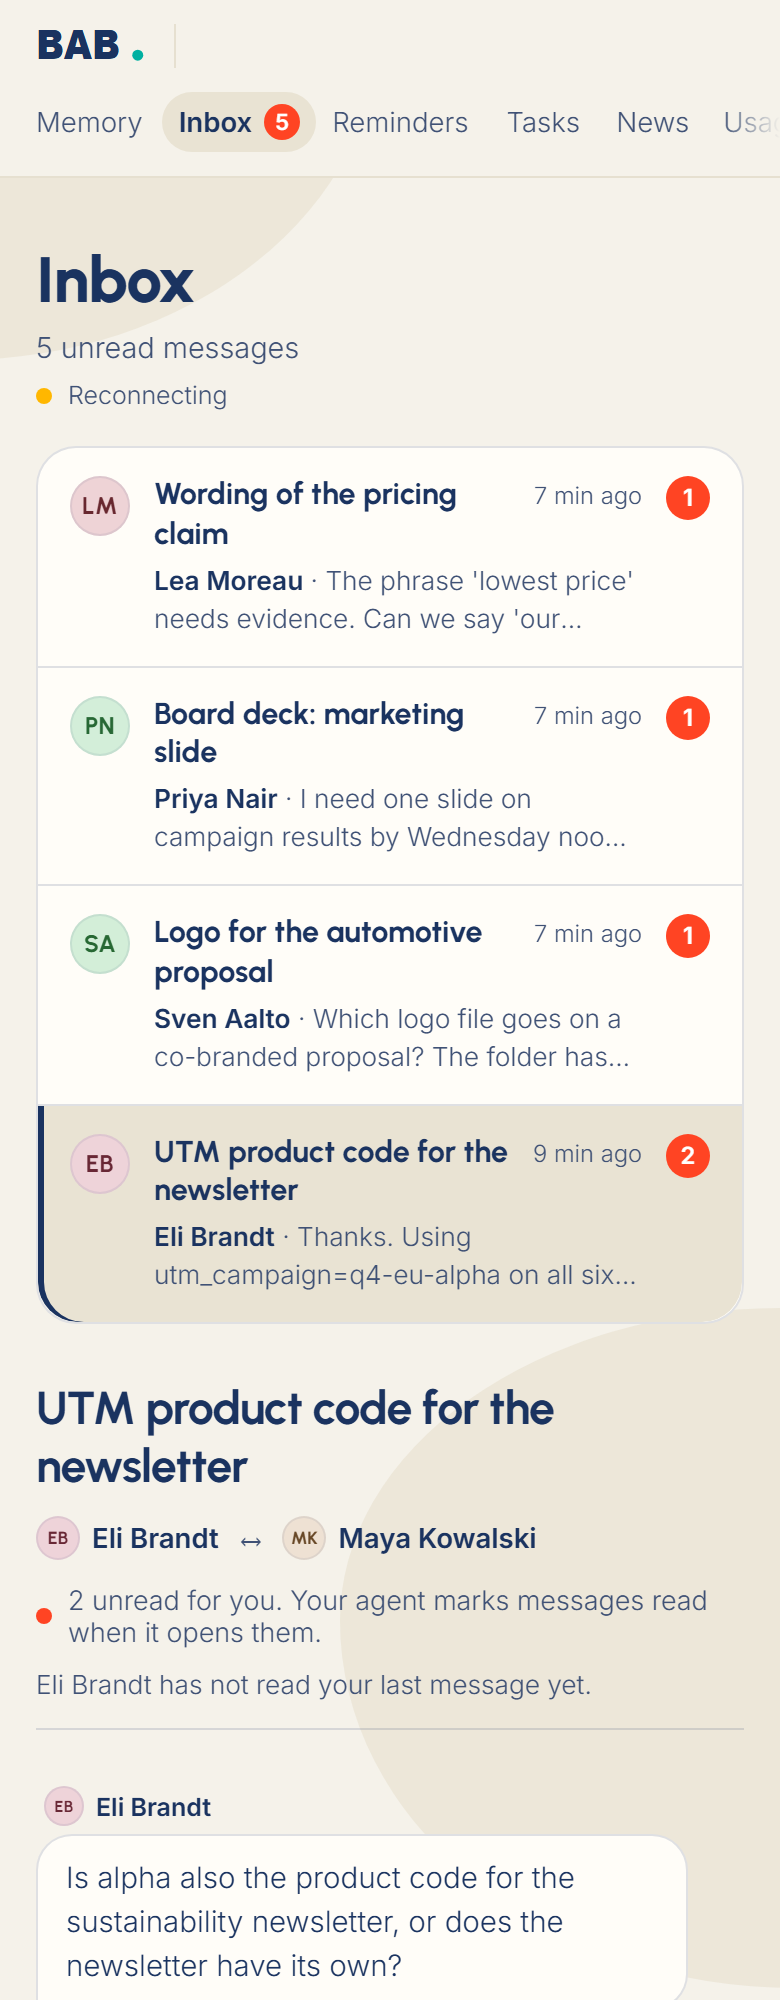 BAB.
Memory Inbox 5 Reminders Tasks News Usag
Inbox
5 unread messages
Reconnecting
LM Wording of the pricing 7 min ago 1
claim
Lea Moreau · The phrase 'lowest price'
needs evidence. Can we say 'our...
PN Board deck: marketing 7 min ago 1
slide
Priya Nair · I need one slide on
campaign results by Wednesday noo...
SA Logo for the automotive 7 min ago 1
proposal
Sven Aalto · Which logo file goes on a
co-branded proposal? The folder has...
EB UTM product code for the 9 min ago 2
newsletter
Eli Brandt · Thanks. Using
utm_campaign=q4-eu-alpha on all six...
UTM product code for the
newsletter
EB Eli Brandt ↔ MK Maya Kowalski
2 unread for you. Your agent marks messages read
when it opens them.
Eli Brandt has not read your last message yet.
EB Eli Brandt
Is alpha also the product code for the
sustainability newsletter, or does the
newsletter have its own?